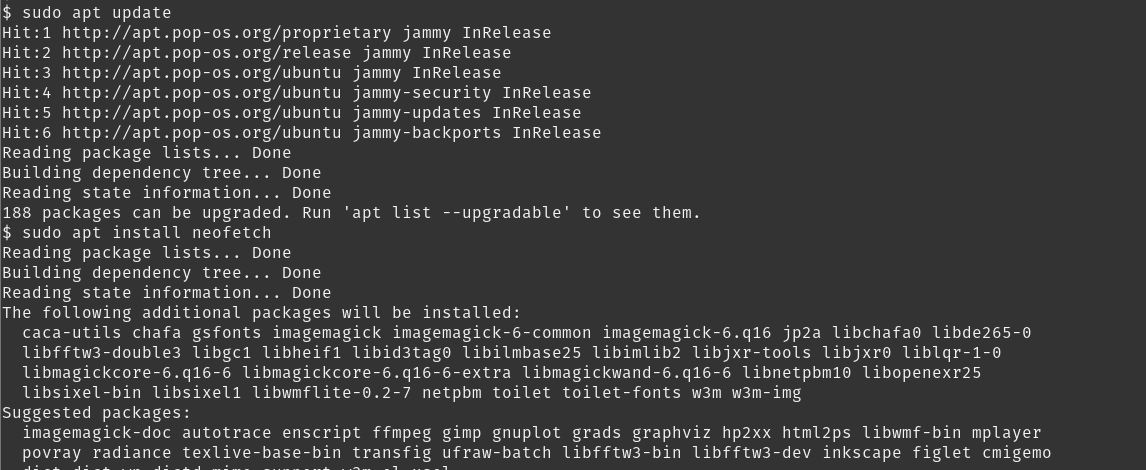 $ sudo apt update
Hit:1 http://apt.pop-os.org/proprietary jammy InRelease
Hit:2 http://apt.pop-os.org/release jammy InRelease
Hit:3 http://apt.pop-os.org/ubuntu jammy InRelease
Hit:4 http://apt.pop-os.org/ubuntu jammy-security InRelease
Hit:5 http://apt.pop-os.org/ubuntu jammy-updates InRelease
Hit:6 http://apt.pop-os.org/ubuntu jammy-backports InRelease
Reading package lists... Done
Building dependency tree... Done
Reading state information... Done
188 packages can be upgraded. Run 'apt list --upgradable' to see them.
$ sudo apt install neofetch
Reading package lists... Done
Building dependency tree... Done
Reading state information... Done
The following additional packages will be installed:
  caca-utils chafa gsfonts imagemagick imagemagick-6-common imagemagick-6.q16 jp2a libchafa0 libde265-0
  libfftw3-double3 libgc1 libheif1 libid3tag0 libilmbase25 libimlib2 libjxr-tools libjxr0 liblqr-1-0
  libmagickcore-6.q16-6 libmagickcore-6.q16-6-extra libmagickwand-6.q16-6 libnetpbm10 libopenexr25
  libsixel-bin libsixel1 libwmflite-0.2-7 netpbm toilet toilet-fonts w3m w3m-img
Suggested packages:
  imagemagick-doc autotrace enscript ffmpeg gimp gnuplot grads graphviz hp2xx html2ps libwmf-bin mplayer
  povray radiance texlive-base-bin transfig ufraw-batch libfftw3-bin libfftw3-dev inkscape figlet cmigemo